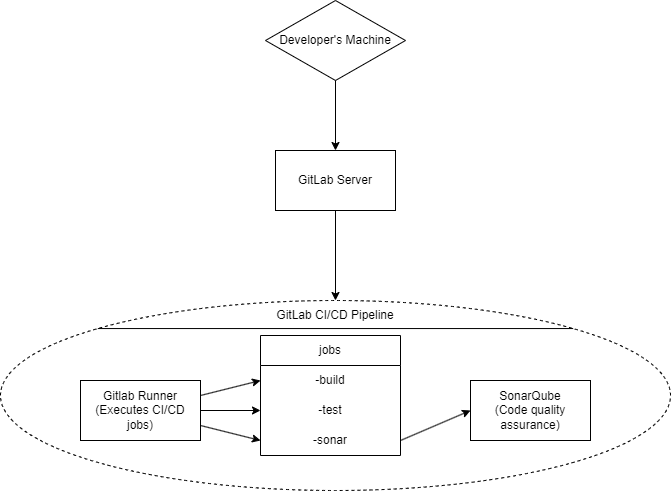 Developer's Machine
GitLab Server
GitLab CI/CD Pipeline
jobs
-build
-test
-sonar
Gitlab Runner
(Executes CI/CD
jobs)
SonarQube
(Code quality
assurance)